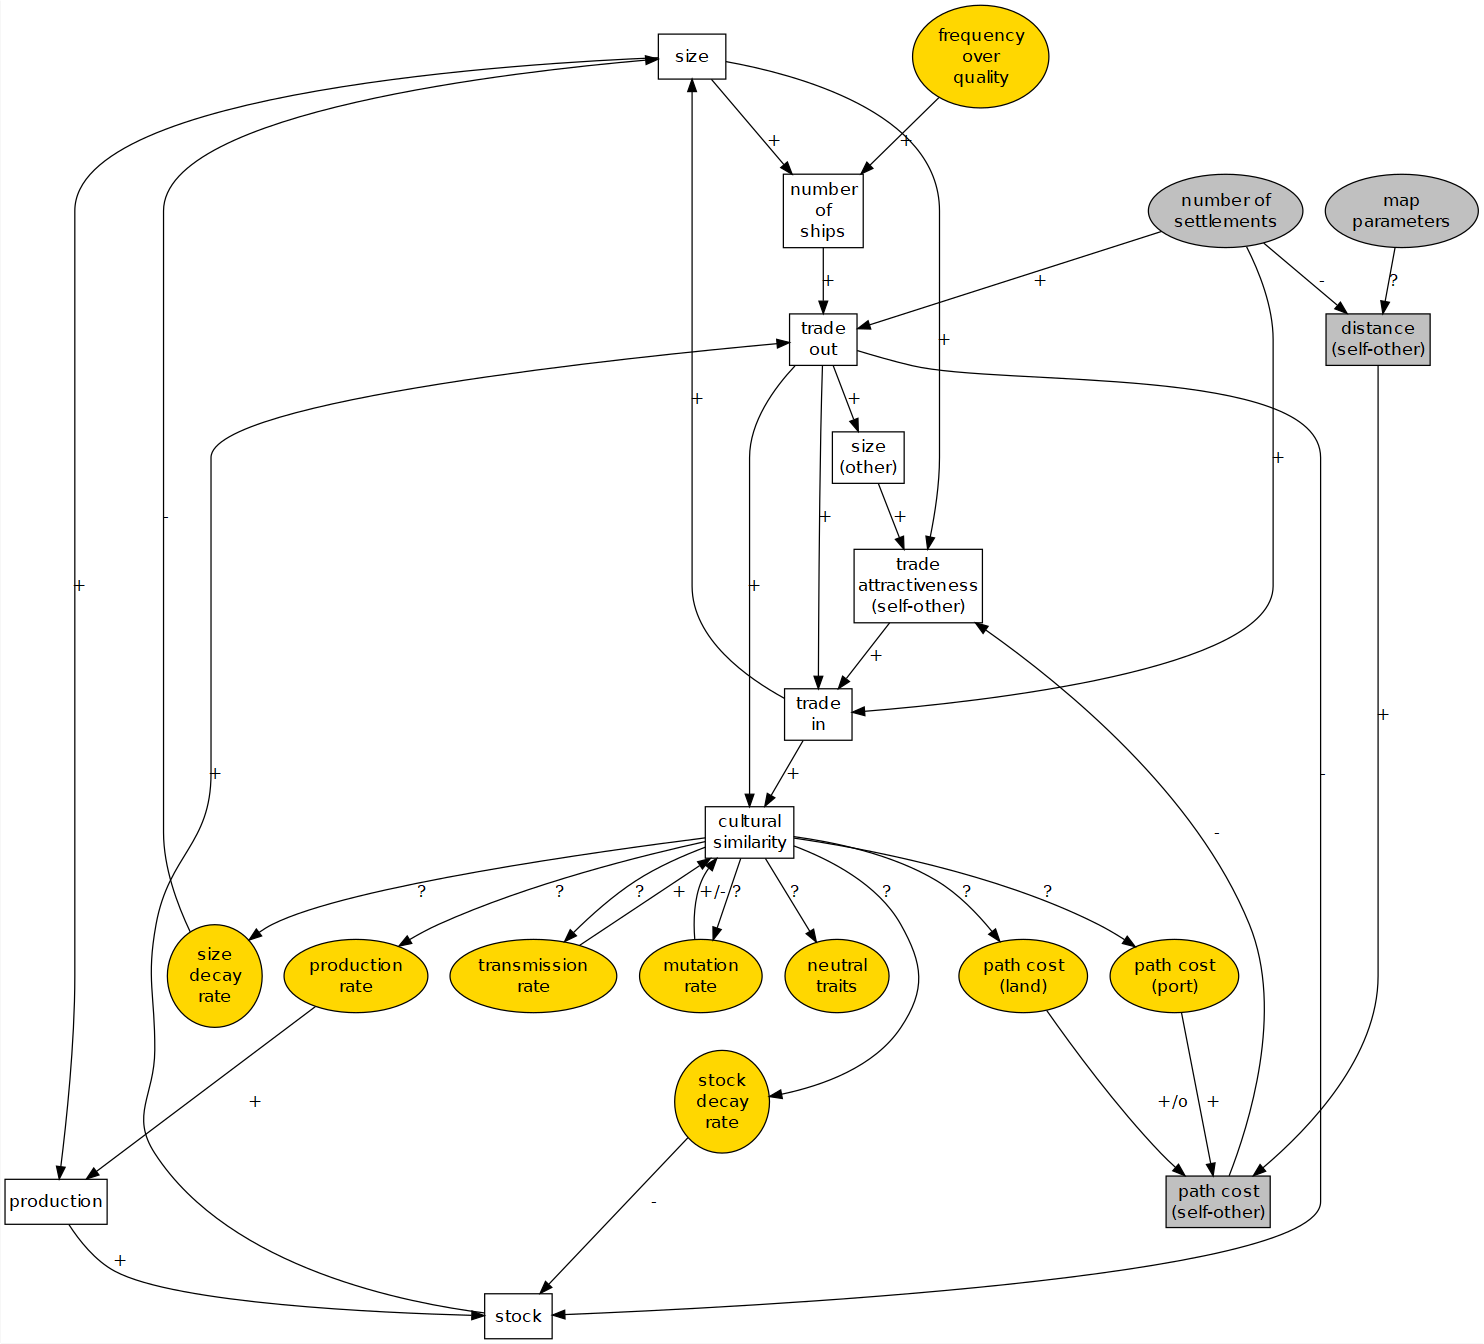 size
frequency
over
quality
+
+
number
of
ships
number of
settlements
map
parameters
+
+
-
?
trade
out
distance
(self-other)
+
+
+
size
(other)
+
-
+
+
trade
attractiveness
(self-other)
+
+
+
trade
in
+
+
+
-
cultural
similarity
-
?
?
?
+
+/-
?
?
?
?
?
size
decay
rate
production
rate
transmission
rate
mutation
rate
neutral
traits
path cost
(land)
path cost
(port)
stock
decay
rate
+
+/o
+
production
-
path cost
(self-other)
+
stock